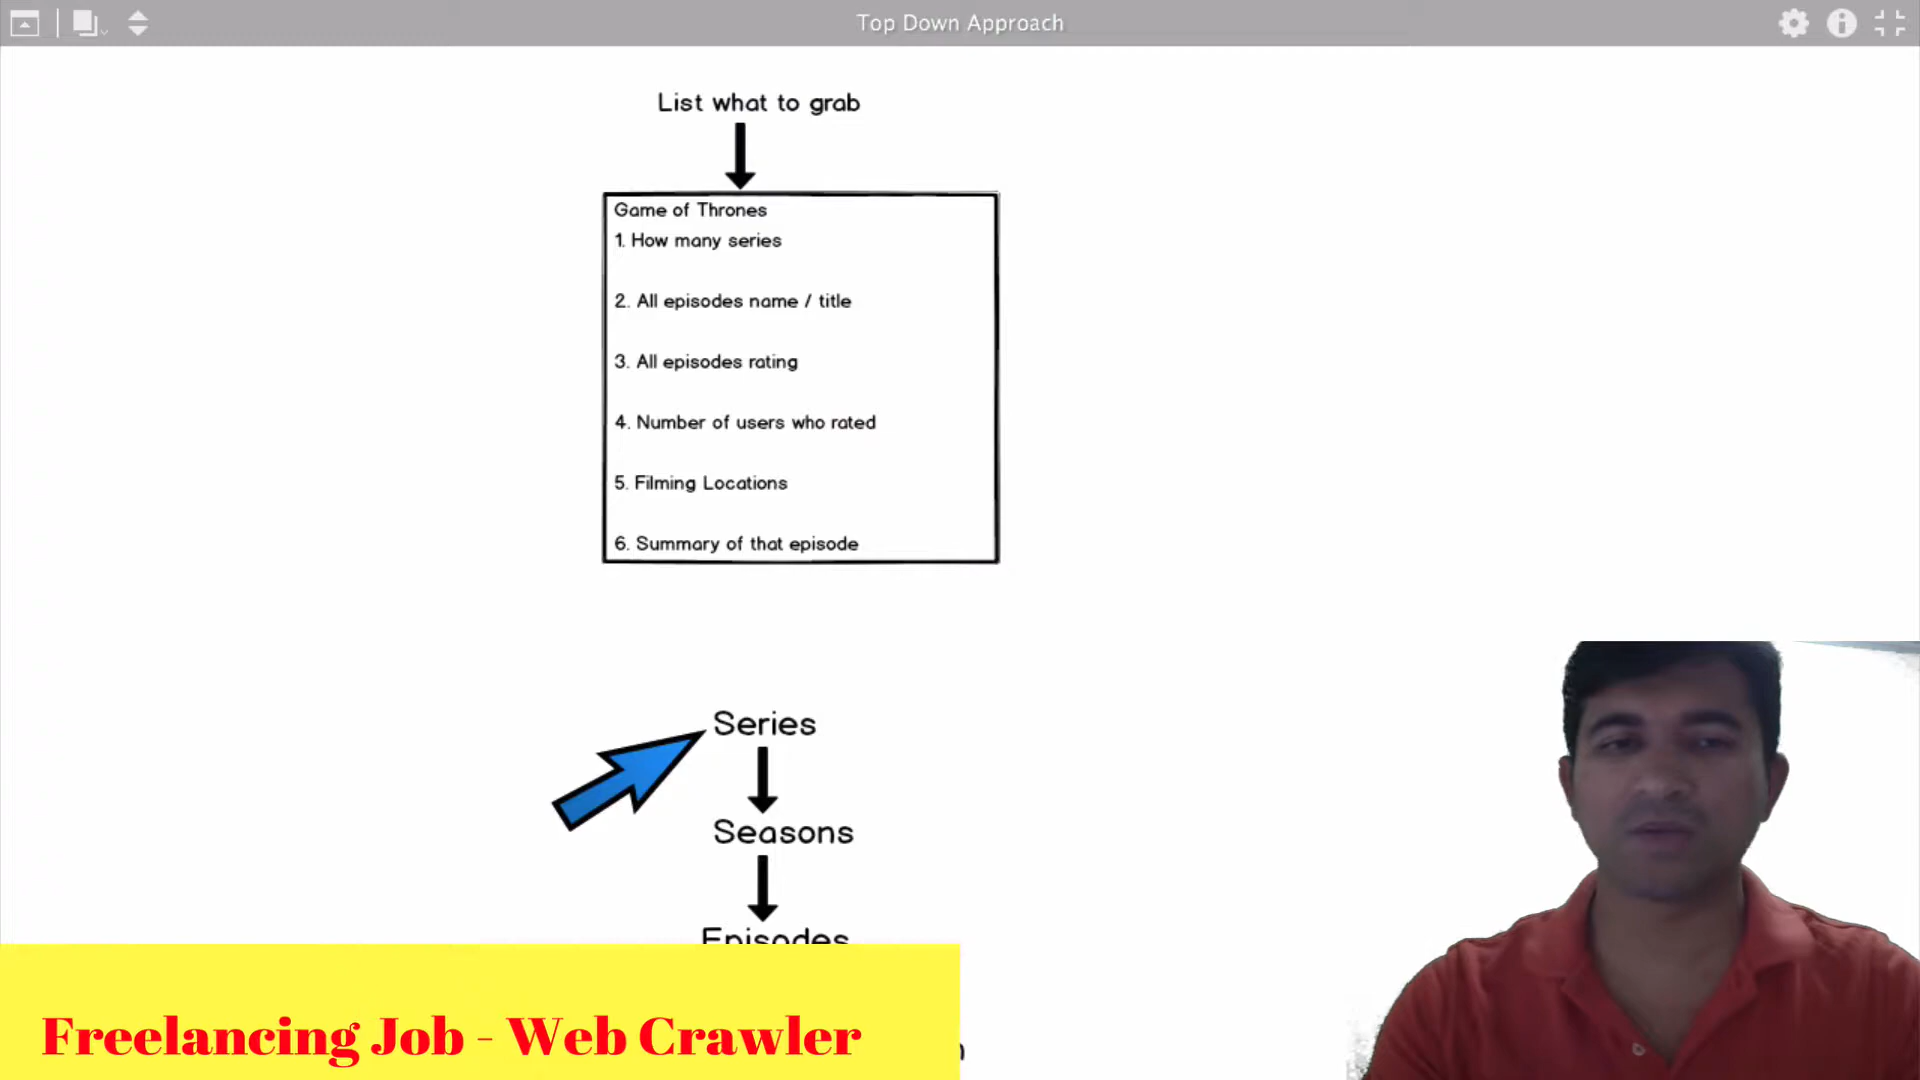 Top Down Approach
List what to grab
Game of Thrones
1. How many series
2. All episodes name / title
3. All episodes rating
4. Number of users who rated
5. Filming Locations
6. Summary of that episode
Series
Seasons
Episodes
Freelancing Job - Web Crawler